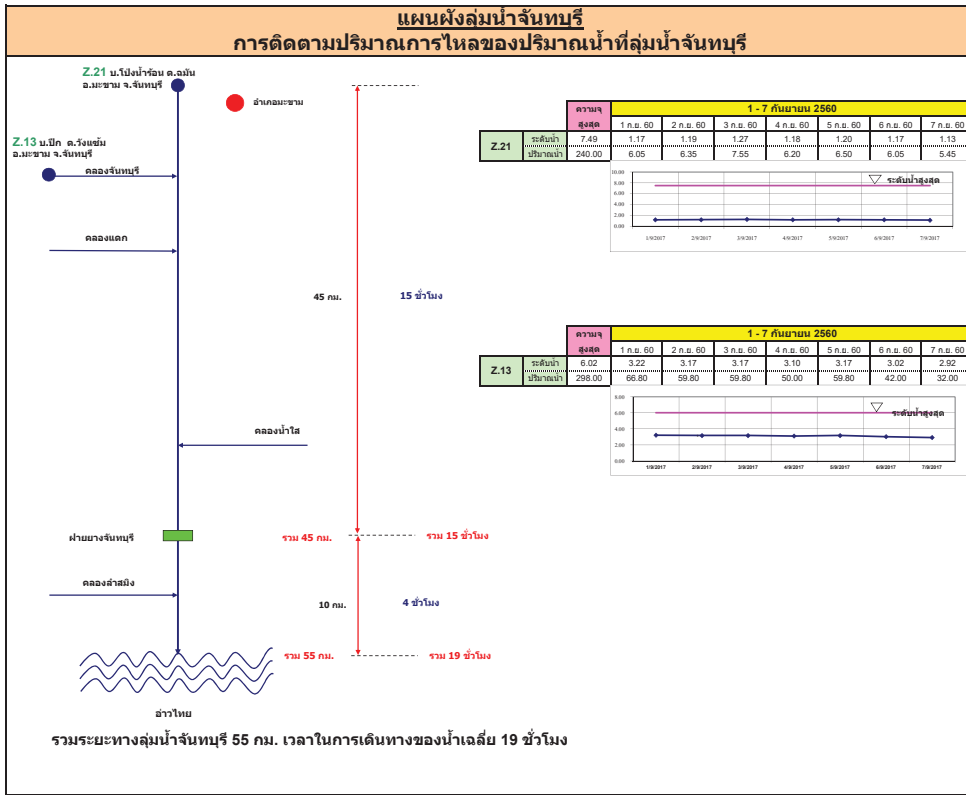 แผนผังลุ่มน้ำจันทบุรี
การติดตามปริมาณการไหลของปริมาณน้ำที่ลุ่มน้ำจันทบุรี
Z.21 บ.โป่งน้ำร้อน ต.ฉมัน
อ.มะขาม จ.จันทบุรี
อำเภอมะขาม
Z.13 บ.ปึก ต.วังแซ้ม
อ.มะขาม จ.จันทบุรี
คลองจันทบุรี
คลองแตก
45 กม. 15 ชั่วโมง
คลองน้ำใส
ฝายยางจันทบุรี
รวม 45 กม. รวม 15 ชั่วโมง
คลองลำสมิง
10 กม. 4 ชั่วโมง
รวม 55 กม. รวม 19 ชั่วโมง
อ่าวไทย
รวมระยะทางลุ่มน้ำจันทบุรี 55 กม. เวลาในการเดินทางของน้ำเฉลี่ย 19 ชั่วโมง
ความจุ 1 - 7 กันยายน 2560
สูงสุด 1 ก.ย. 60 2 ก.ย. 60 3 ก.ย. 60 4 ก.ย. 60 5 ก.ย. 60 6 ก.ย. 60 7 ก.ย. 60
Z.21 ระดับน้ำ 7.49 1.17 1.19 1.27 1.18 1.20 1.17 1.13
ปริมาณน้ำ 240.00 6.05 6.35 7.55 6.20 6.50 6.05 5.45
10.00
8.00
6.00
4.00
2.00
0.00
ระดับน้ำสูงสุด
1/9/2017 2/9/2017 3/9/2017 4/9/2017 5/9/2017 6/9/2017 7/9/2017
ความจุ 1 - 7 กันยายน 2560
สูงสุด 1 ก.ย. 60 2 ก.ย. 60 3 ก.ย. 60 4 ก.ย. 60 5 ก.ย. 60 6 ก.ย. 60 7 ก.ย. 60
Z.13 ระดับน้ำ 6.02 3.22 3.17 3.17 3.10 3.17 3.02 2.92
ปริมาณน้ำ 298.00 66.80 59.80 59.80 50.00 59.80 42.00 32.00
8.00
6.00
4.00
2.00
0.00
ระดับน้ำสูงสุด
1/9/2017 2/9/2017 3/9/2017 4/9/2017 5/9/2017 6/9/2017 7/9/2017